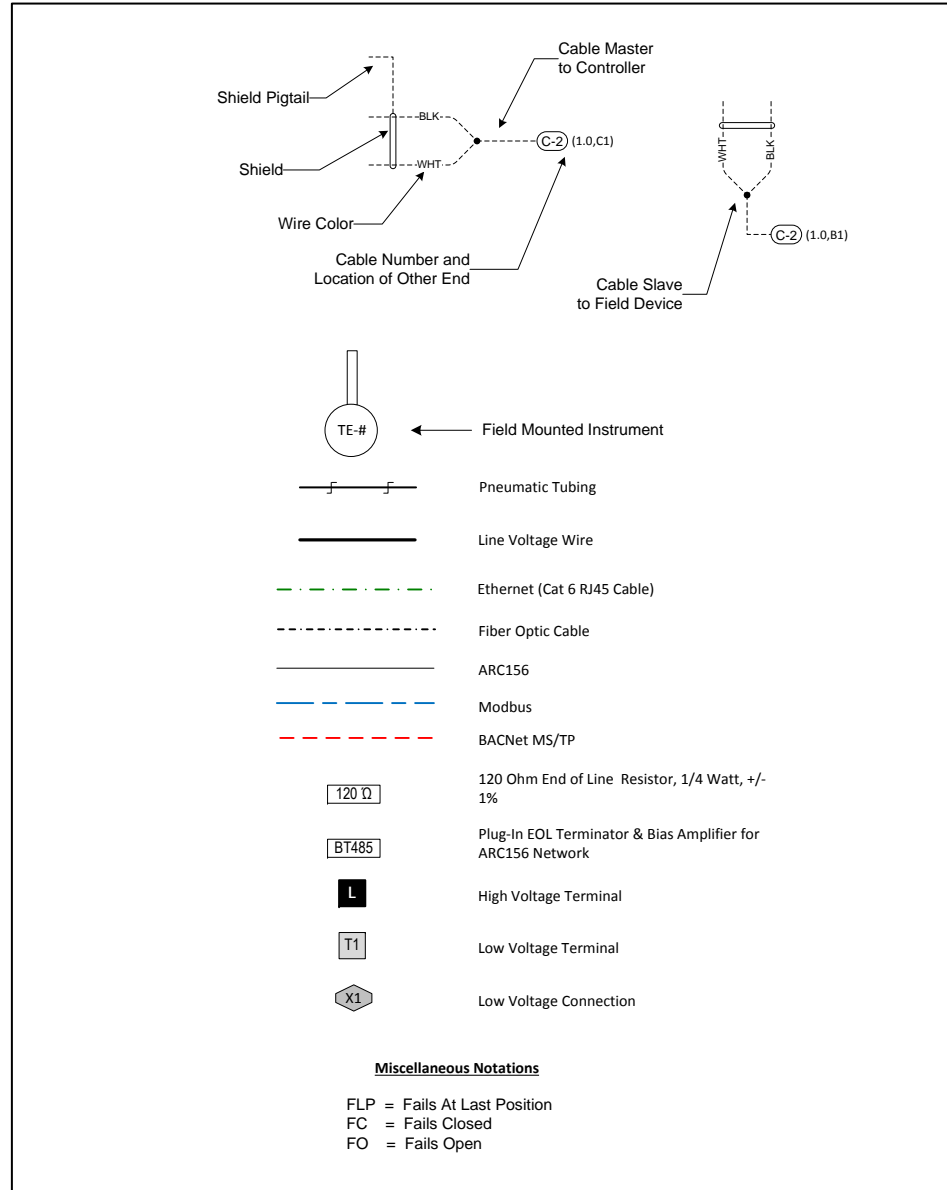 Cable Master
to Controller
Shield Pigtail
BLK
C-2 (1.0,C1)
Shield
WHT
Wire Color
Cable Number and
Location of Other End
WHT
BLK
C-2 (1.0,B1)
Cable Slave
to Field Device
TE-# Field Mounted Instrument
Pneumatic Tubing
Line Voltage Wire
Ethernet (Cat 6 RJ45 Cable)
Fiber Optic Cable
ARC156
Modbus
BACNet MS/TP
120 Ω 120 Ohm End of Line Resistor, 1/4 Watt, +/-
1%
BT485 Plug-In EOL Terminator & Bias Amplifier for
ARC156 Network
L High Voltage Terminal
T1 Low Voltage Terminal
X1 Low Voltage Connection
Miscellaneous Notations
FLP = Fails At Last Position
FC = Fails Closed
FO = Fails Open